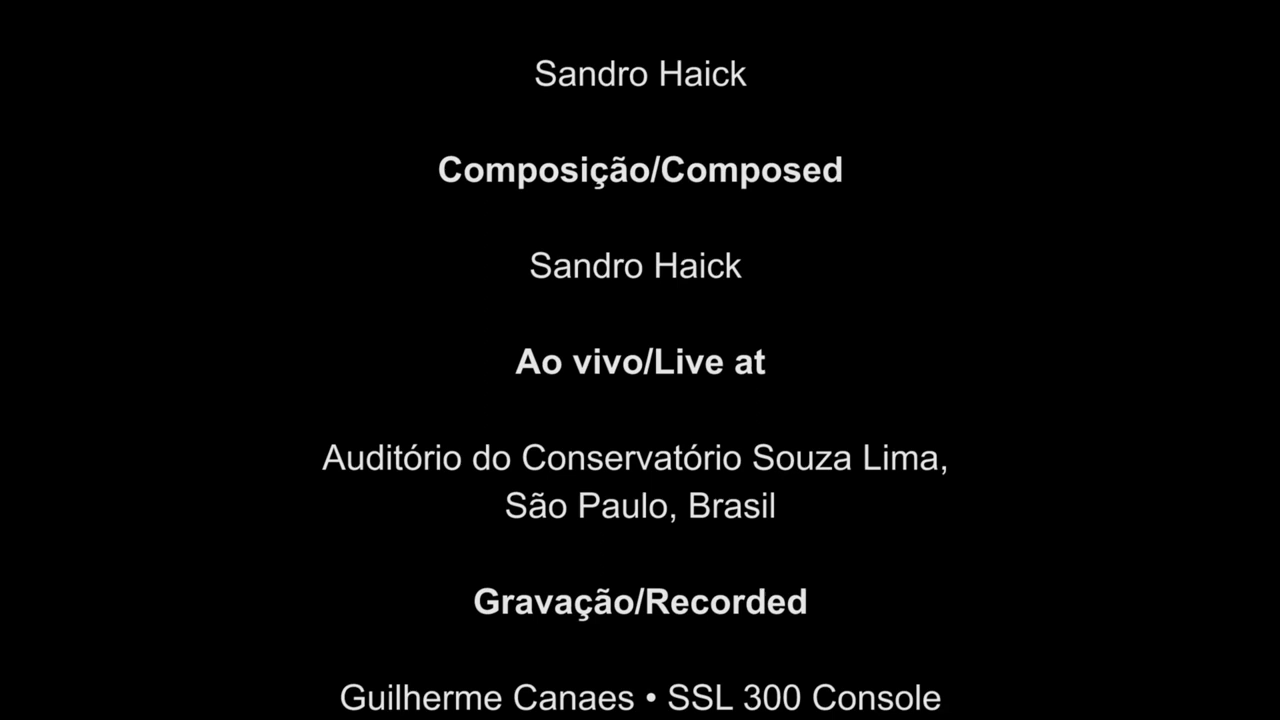 Sandro Haick
Composição/Composed
Sandro Haick
Ao vivo/Live at
Auditório do Conservatório Souza Lima,
São Paulo, Brasil
Gravação/Recorded
Guilherme Canaes • SSL 300 Console